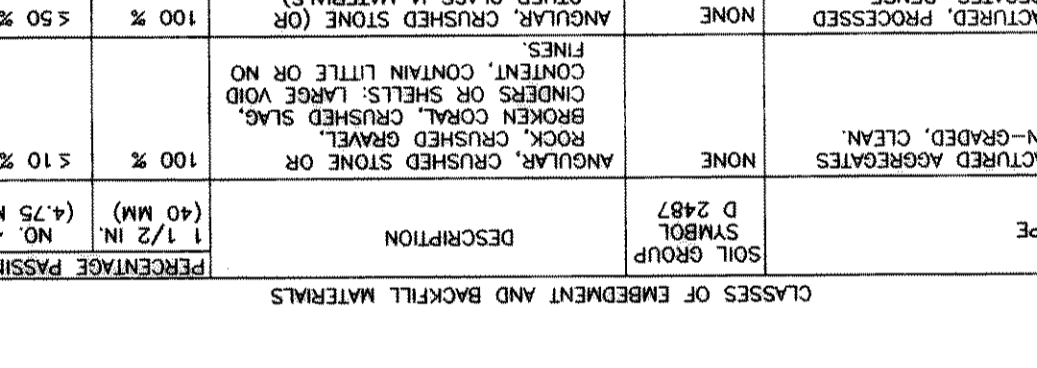 CLASSES OF EMBEDMENT AND BACKFILL MATERIALS
PE
SOIL GROUP
SYMBOL
D 2487
DESCRIPTION
PERCENTAGE PASSIN
1 1/2 IN.
(40 MM)
NO.
(4.75 M
ACTURED AGGREGATES
N-GRADED, CLEAN.
NONE
ANGULAR, CRUSHED STONE OR
ROCK, CRUSHED GRAVEL,
BROKEN CORAL, CRUSHED SLAG,
CINDERS OR SHELLS: LARGE VOID
CONTENT, CONTAIN LITTLE OR NO
FINES.
100 %
≤ 10 %
ACTURED, PROCESSED
NONE
ANGULAR, CRUSHED STONE (OR
100 %
≤ 50 %